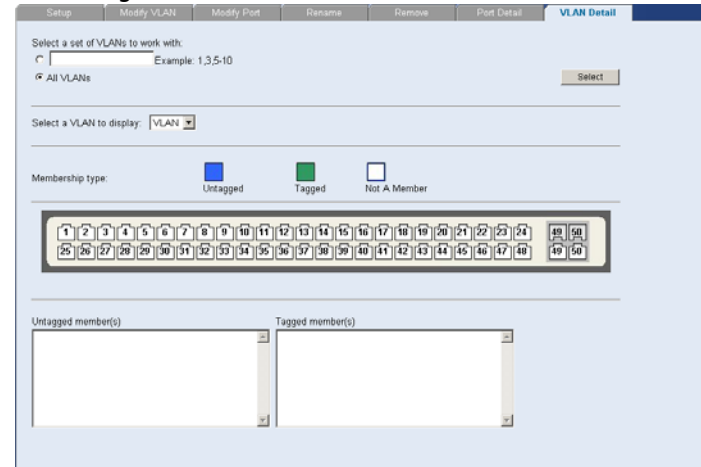 Setup Modify VLAN Modify Port Rename Remove Port Detail VLAN Detail
Select a set of VLANs to work with:
Example: 1,3,5-10
All VLANs
Select
Select a VLAN to display: VLAN
Membership type:
Untagged Tagged Not A Member
1 2 3 4 5 6 7 8 9 10 11 12 13 14 15 16 17 18 19 20 21 22 23 24 49 50
25 26 27 28 29 30 31 32 33 34 35 36 37 38 39 40 41 42 43 44 45 46 47 48 49 50
Untagged member(s) Tagged member(s)